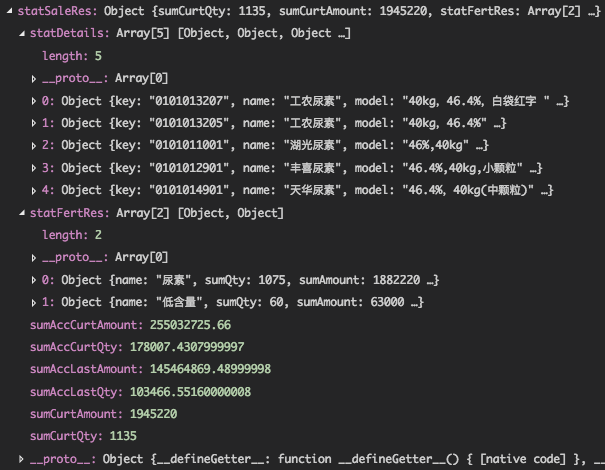 statSaleRes: Object {sumCurtQty: 1135, sumCurtAmount: 1945220, statFertRes: Array[2] …}
statDetails: Array[5] [Object, Object, Object …]
length: 5
__proto__: Array[0]
0: Object {key: "0101013207", name: "工农尿素", model: "40kg, 46.4%, 白袋红字 " …}
1: Object {key: "0101013205", name: "工农尿素", model: "40kg, 46.4%" …}
2: Object {key: "0101011001", name: "湖光尿素", model: "46%,40kg" …}
3: Object {key: "0101012901", name: "丰喜尿素", model: "46.4%,40kg,小颗粒" …}
4: Object {key: "0101014901", name: "天华尿素", model: "46.4%, 40kg(中颗粒)" …}
statFertRes: Array[2] [Object, Object]
length: 2
__proto__: Array[0]
0: Object {name: "尿素", sumQty: 1075, sumAmount: 1882220 …}
1: Object {name: "低含量", sumQty: 60, sumAmount: 63000 …}
sumAccCurtAmount: 255032725.66
sumAccCurtQty: 178007.4307999997
sumAccLastAmount: 145464869.48999998
sumAccLastQty: 103466.55160000008
sumCurtAmount: 1945220
sumCurtQty: 1135
__proto__: Object {__defineGetter__: function __defineGetter__() { [native code] }, __